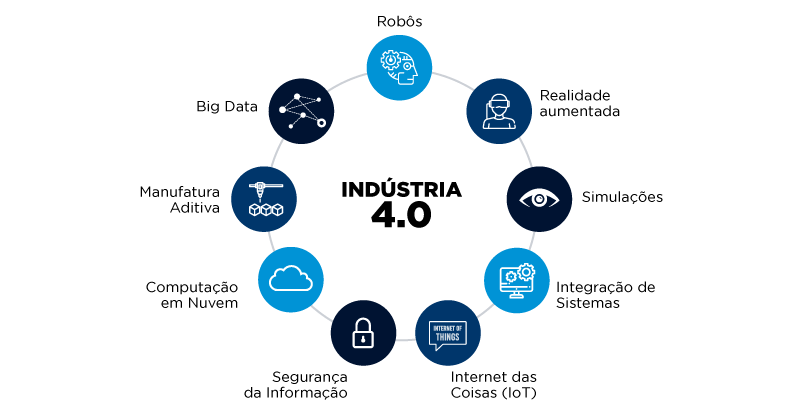 Robôs
Big Data
Realidade
aumentada
Manufatura
Aditiva
INDÚSTRIA
4.0
Simulações
Computação
em Nuvem
Integração de
Sistemas
INTERNET OF
THINGS
Segurança
da Informação
Internet das
Coisas (IoT)